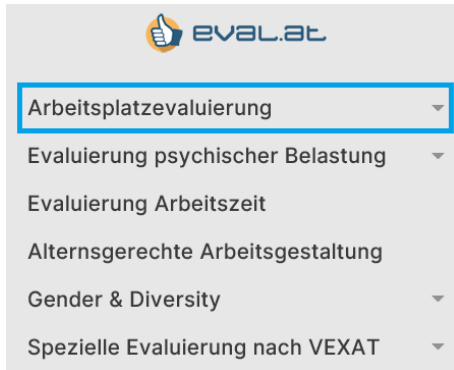 eval.at
Arbeitsplatzevaluierung
Evaluierung psychischer Belastung
Evaluierung Arbeitszeit
Alternsgerechte Arbeitsgestaltung
Gender & Diversity
Spezielle Evaluierung nach VEXAT